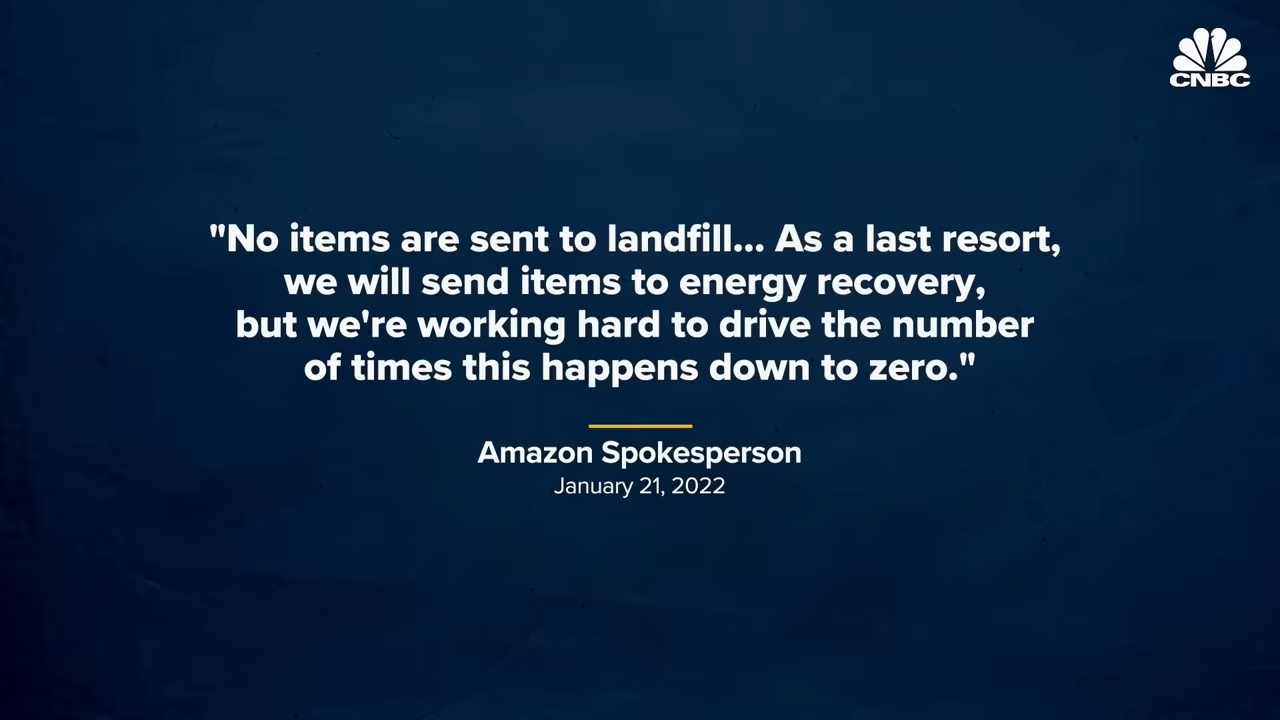 CNBC
"No items are sent to landfill... As a last resort,
we will send items to energy recovery,
but we're working hard to drive the number
of times this happens down to zero."
Amazon Spokesperson
January 21, 2022